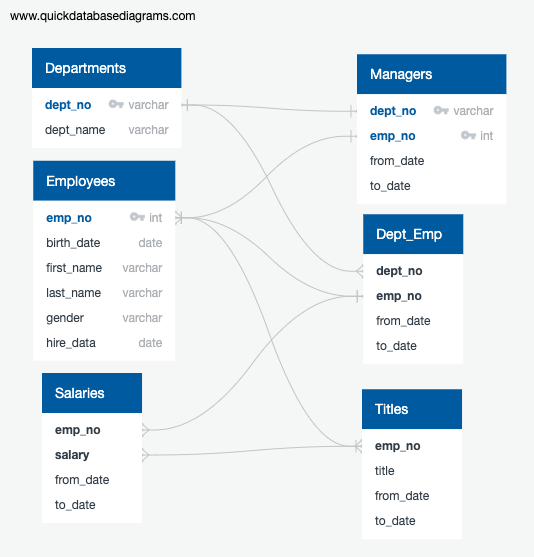 www.quickdatabasediagrams.com
Departments
dept_no varchar
dept_name varchar
Employees
emp_no int
birth_date date
first_name varchar
last_name varchar
gender varchar
hire_data date
Salaries
emp_no
salary
from_date
to_date
Managers
dept_no varchar
emp_no int
from_date
to_date
Dept_Emp
dept_no
emp_no
from_date
to_date
Titles
emp_no
title
from_date
to_date